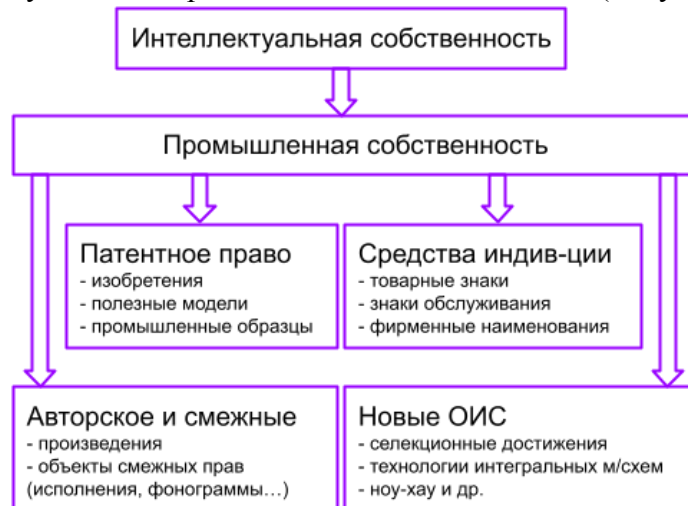 Интеллектуальная собственность
Промышленная собственность
Патентное право
- изобретения
- полезные модели
- промышленные образцы
Средства индив-ции
- товарные знаки
- знаки обслуживания
- фирменные наименования
Авторское и смежные
- произведения
- объекты смежных прав
(исполнения, фонограммы…)
Новые ОИС
- селекционные достижения
- технологии интегральных м/схем
- ноу-хау и др.